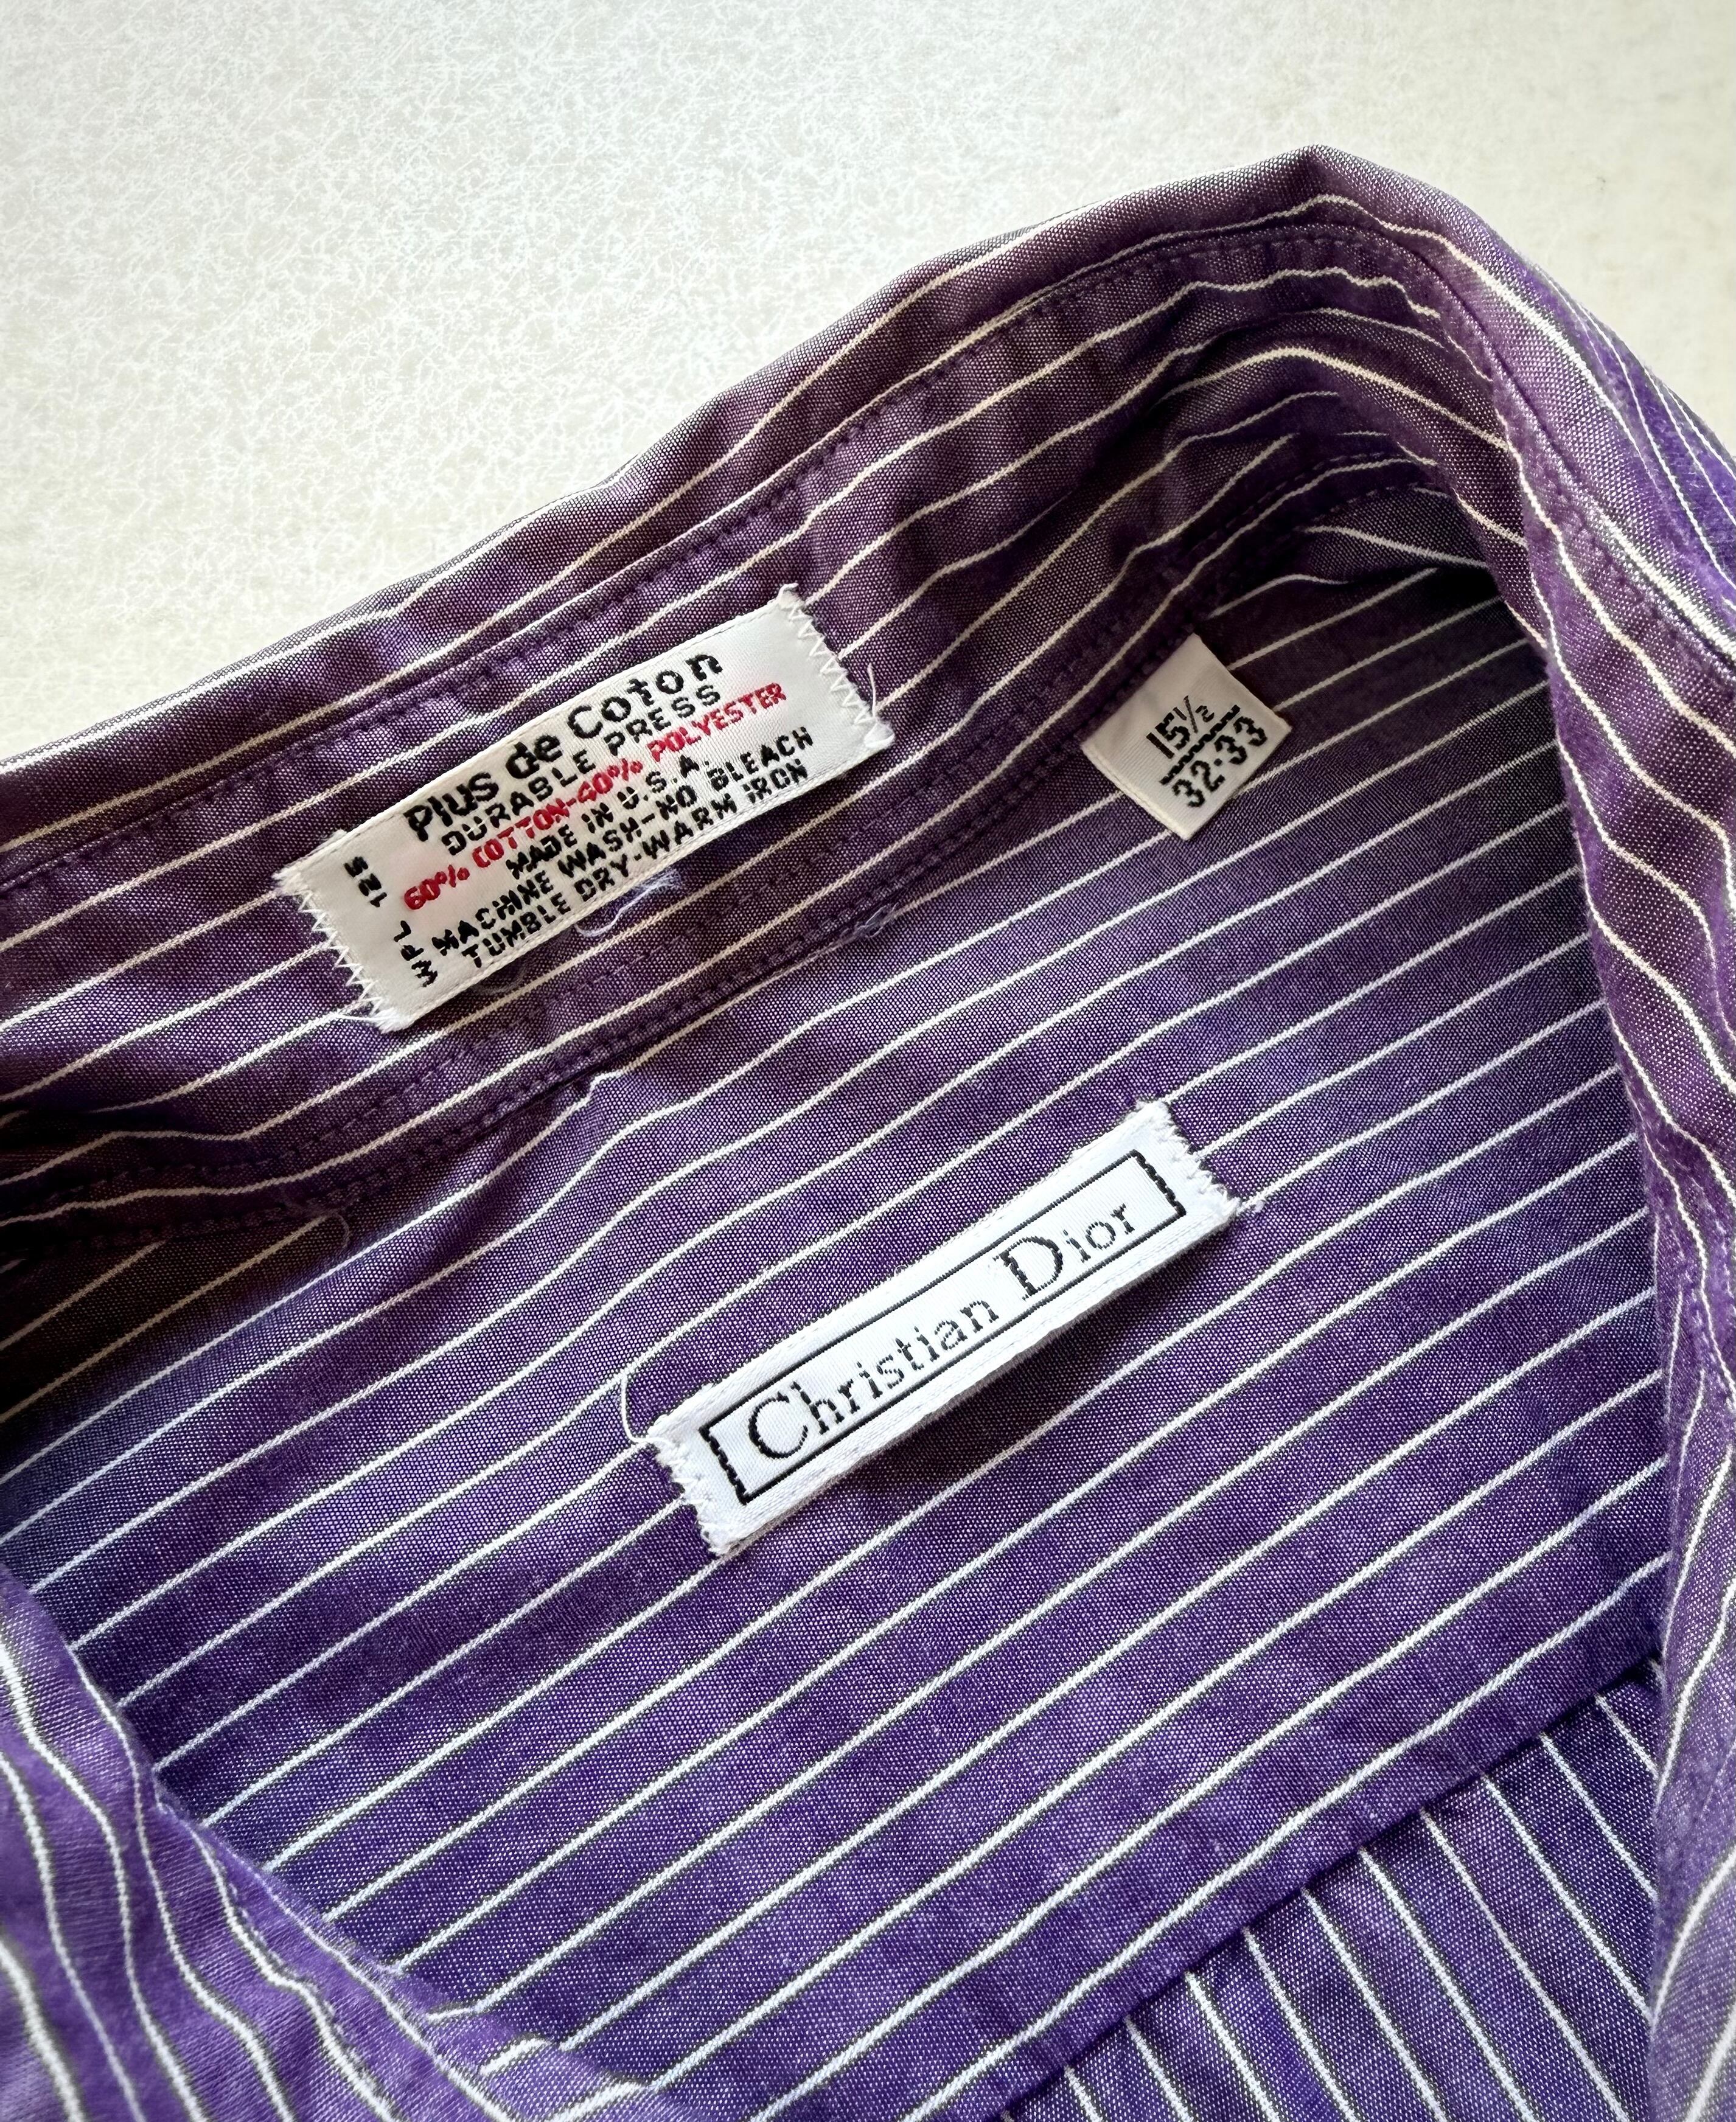 Plus de Coton
DURABLE PRESS
60% COTTON-40% POLYESTER
MADE IN U.S.A.
MACHINE WASH-NO BLEACH
TUMBLE DRY-WARM IRON
WPL
125
15½
32-33
Christian Dior